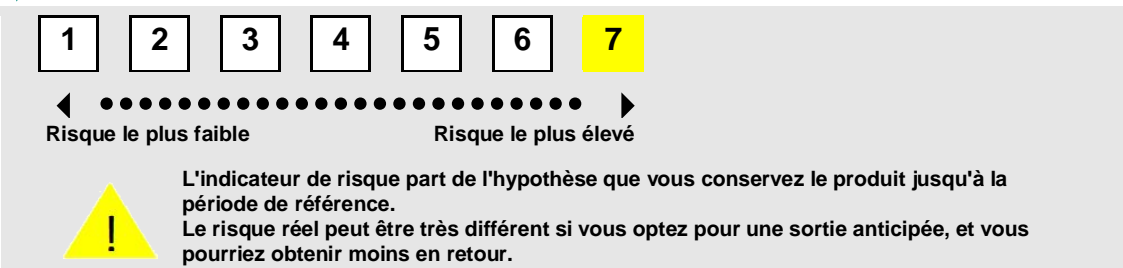 1 2 3 4 5 6 7
Risque le plus faible Risque le plus élevé
!
L'indicateur de risque part de l'hypothèse que vous conservez le produit jusqu'à la
période de référence.
Le risque réel peut être très différent si vous optez pour une sortie anticipée, et vous
pourriez obtenir moins en retour.